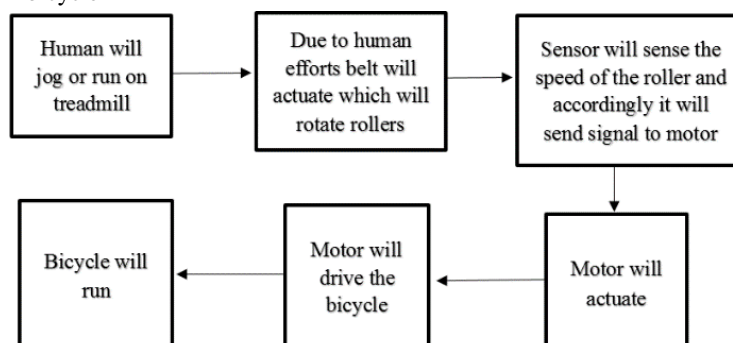 Human will
jog or run on
treadmill
Due to human
efforts belt will
actuate which will
rotate rollers
Sensor will sense the
speed of the roller and
accordingly it will
send signal to motor
Motor will
actuate
Motor will
drive the
bicycle
Bicycle will
run